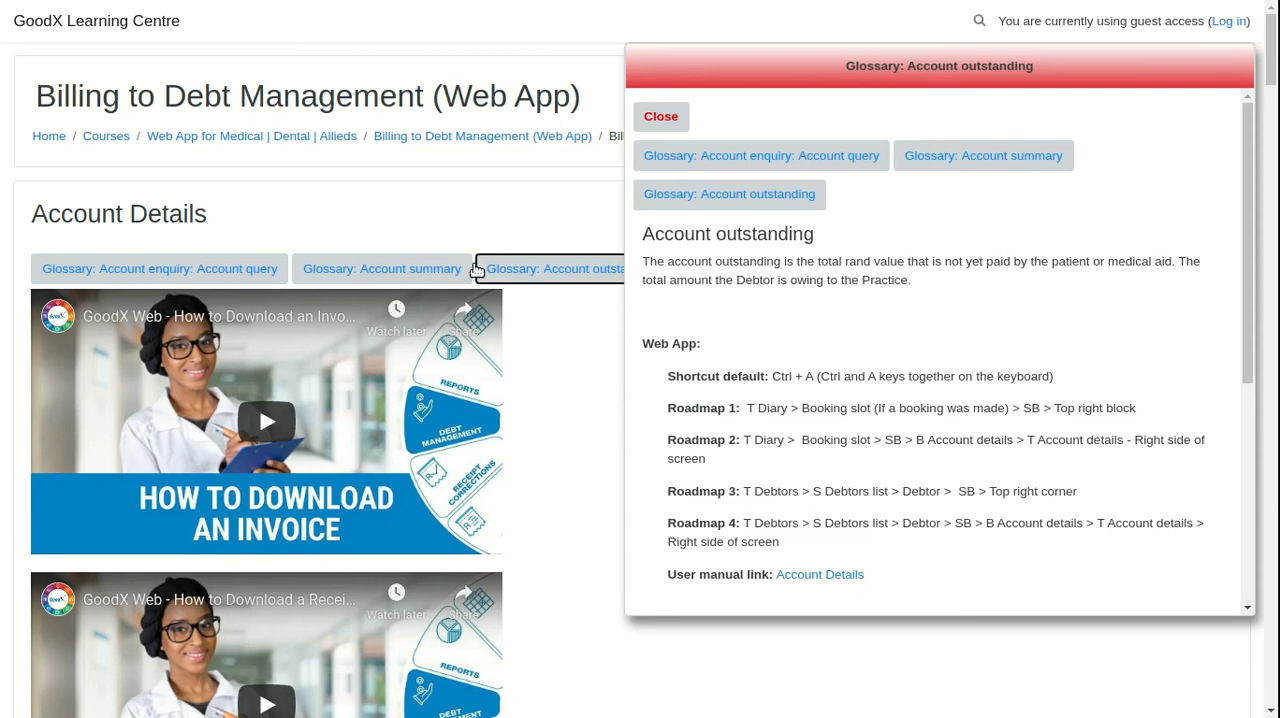 GoodX Learning Centre
You are currently using guest access (Log in)
Billing to Debt Management (Web App)
Home / Courses / Web App for Medical | Dental | Allieds / Billing to Debt Management (Web App) / Bil
Account Details
Glossary: Account enquiry: Account query
Glossary: Account summary
Glossary: Account outsta
GoodX Web - How to Download an Invo...
Watch later
Share
REPORTS
DEBT
MANAGEMENT
RECEIPT
CORRECTIONS
HOW TO DOWNLOAD
AN INVOICE
GoodX Web - How to Download a Recei...
Watch later
Share
REPORTS
DEBT
MANAGEMENT
Glossary: Account outstanding
Close
Glossary: Account enquiry: Account query
Glossary: Account summary
Glossary: Account outstanding
Account outstanding
The account outstanding is the total rand value that is not yet paid by the patient or medical aid. The
total amount the Debtor is owing to the Practice.
Web App:
Shortcut default: Ctrl + A (Ctrl and A keys together on the keyboard)
Roadmap 1:  T Diary > Booking slot (If a booking was made) > SB > Top right block
Roadmap 2: T Diary >  Booking slot > SB > B Account details > T Account details - Right side of
screen
Roadmap 3: T Debtors > S Debtors list > Debtor >  SB > Top right corner
Roadmap 4: T Debtors > S Debtors list > Debtor > SB > B Account details > T Account details >
Right side of screen
User manual link: Account Details